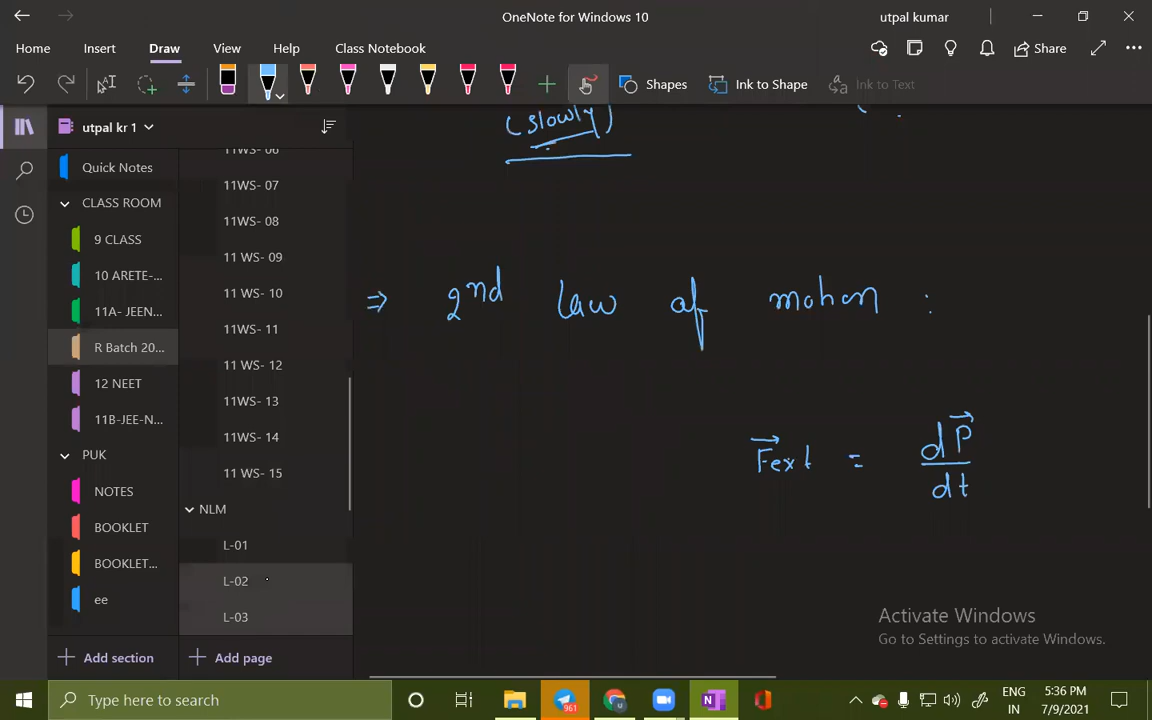 OneNote for Windows 10
utpal kumar
Home Insert Draw View Help Class Notebook
Share
Shapes Ink to Shape Ink to Text
utpal kr 1
Quick Notes
CLASS ROOM
9 CLASS
10 ARETE-...
11A- JEEN...
R Batch 20...
12 NEET
11B-JEE-N...
PUK
NOTES
BOOKLET
BOOKLET...
ee
Add section
11WS- 06
11WS- 07
11WS- 08
11WS- 09
11 WS- 10
11WS- 11
11 WS- 12
11WS- 13
11WS- 14
11 WS- 15
NLM
L-01
L-02
L-03
Add page
(slowly)
⇒ 2nd law of motion :
F⃗ext = dP⃗/dt
Activate Windows
Go to Settings to activate Windows.
Type here to search
961
ENG
IN
5:36 PM
7/9/2021